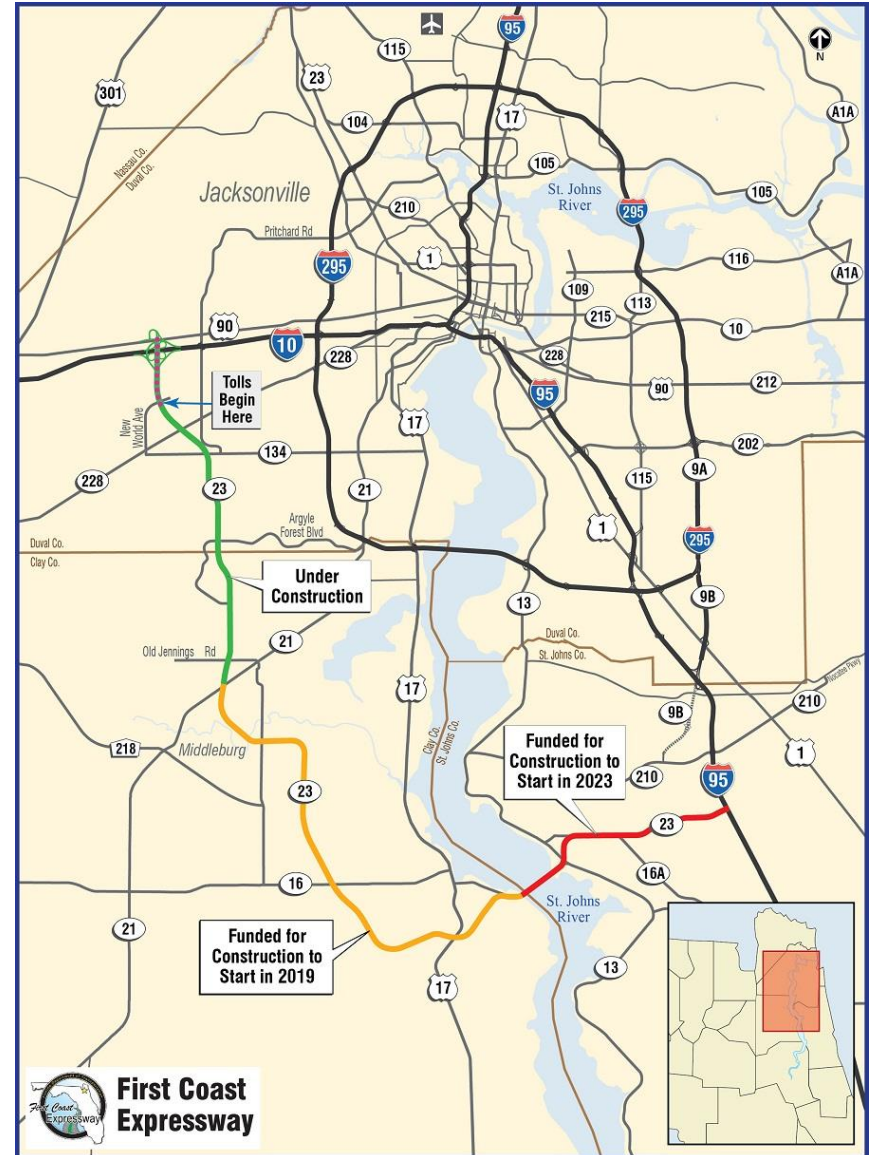 95
N
115
301
23
17
A1A
104
Nassau Co.
Duval Co.
105
105
Jacksonville
St. Johns
River
210
295
Pritchard Rd
295
1
116
A1A
109
113
90
215
10
10
228
228
90
212
Tolls
Begin
Here
95
17
New
World Ave
134
202
228
9A
23
21
115
Argyle
Forest Blvd
1
295
Duval Co.
Clay Co.
Under
Construction
9B
13
21
Duval Co.
St. Johns Co.
Old Jennings Rd
Nocatee Pkwy
17
9B
210
218
Middleburg
Clay Co.
St. Johns Co.
Funded for
Construction to
Start in 2023
1
210
95
23
23
16A
16
St. Johns
River
21
Funded for
Construction to
Start in 2019
13
17
First Coast
Expressway
First Coast
Expressway